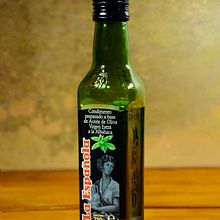 Condimento
preparado a base
de Aceite de Oliva
Virgen Extra
a la Albahaca
La Española